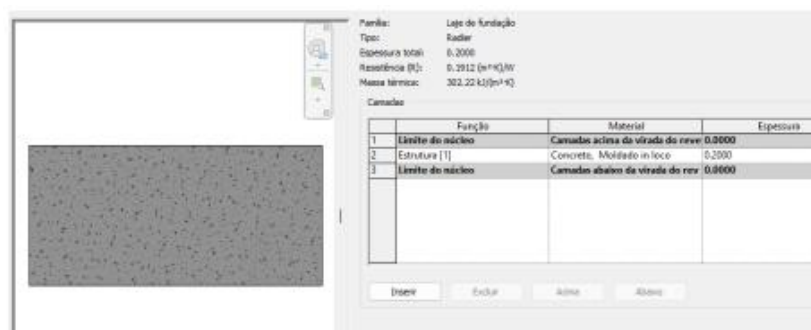 Família: Laje de fundação
Tipo: Radier
Espessura total: 0.2000
Resistência (R): 0.1912 (m²·K)/W
Massa térmica: 302.22 kJ/(m²·K)
Camadas
Função Material Espessura
1 Limite do núcleo Camadas acima da virada do reve 0.0000
2 Estrutura [1] Concreto, Moldado in loco 0.2000
3 Limite do núcleo Camadas abaixo da virada do rev 0.0000
Inserir Excluir Acima Abaixo